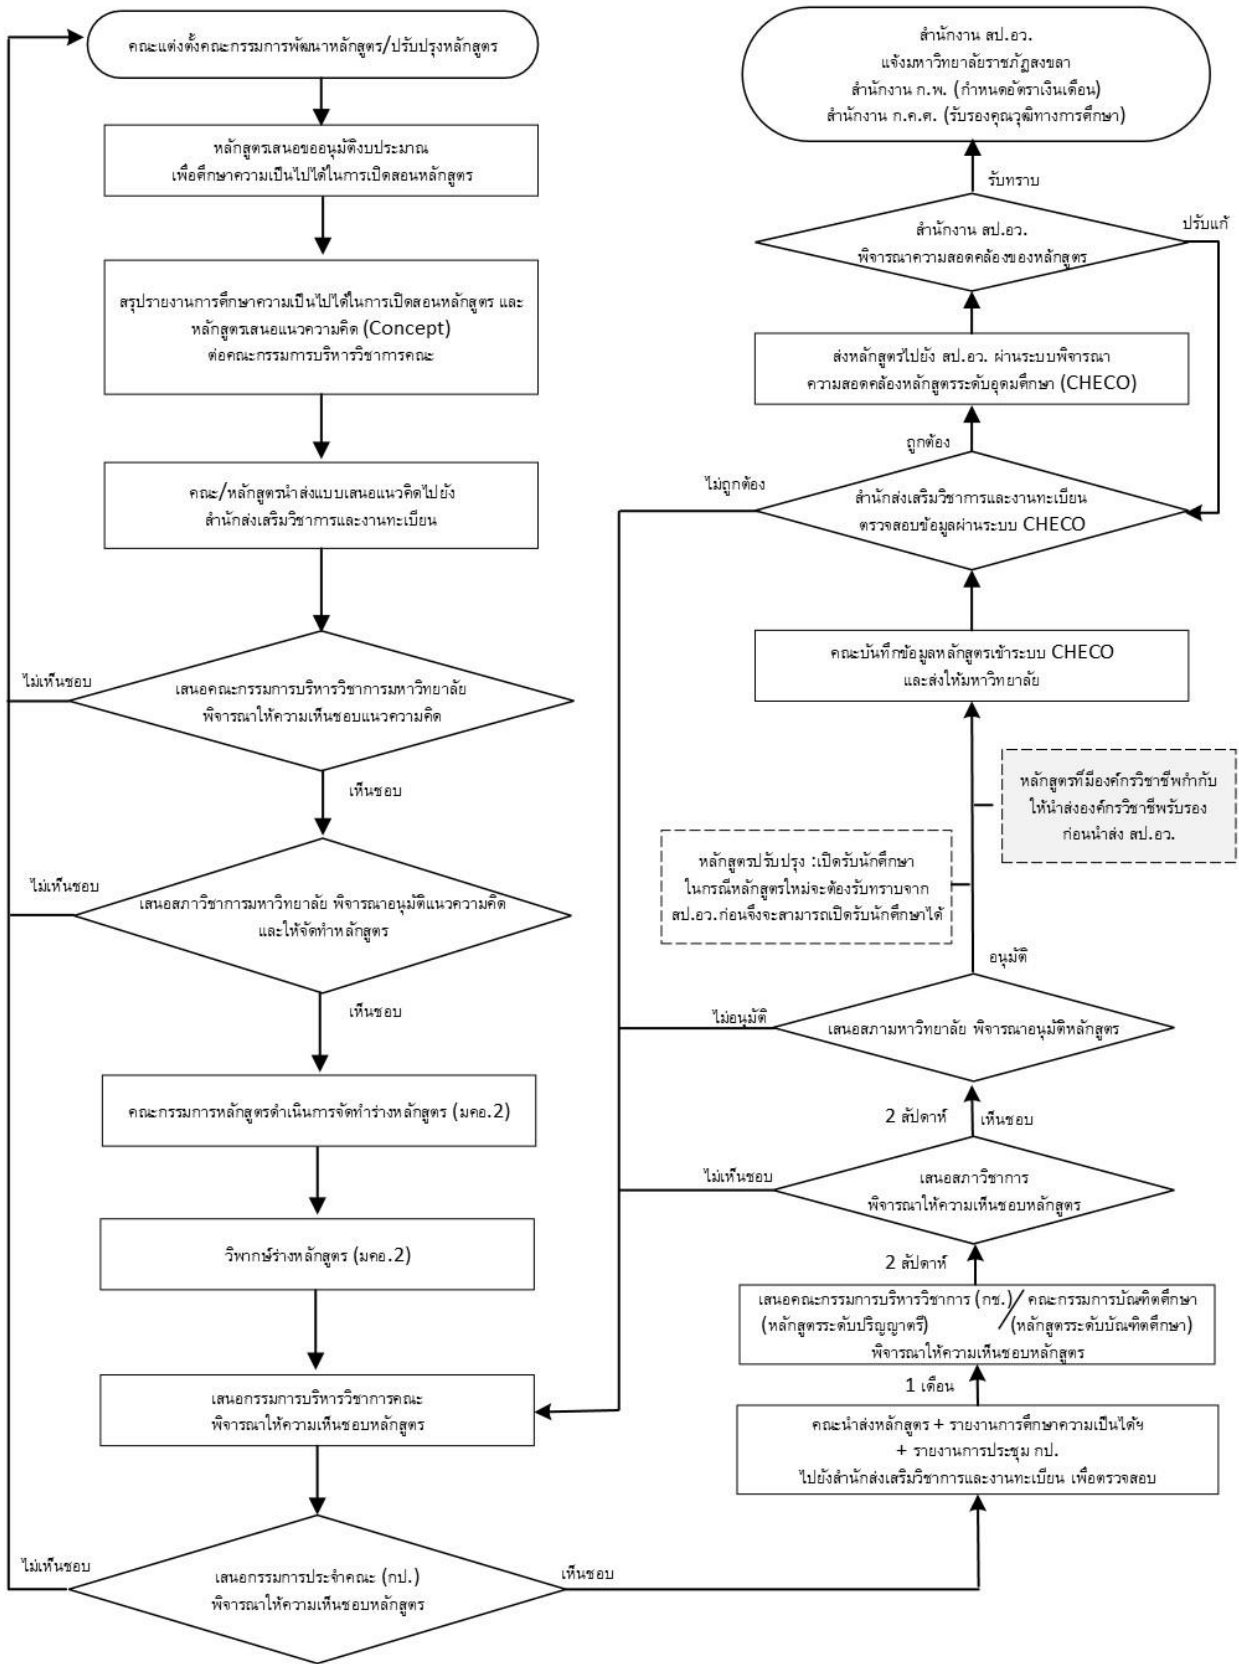 คณะแต่งตั้งคณะกรรมการพัฒนาหลักสูตร/ปรับปรุงหลักสูตร
หลักสูตรเสนอขออนุมัติงบประมาณ
เพื่อศึกษาความเป็นไปได้ในการเปิดสอนหลักสูตร
สรุปรายงานการศึกษาความเป็นไปได้ในการเปิดสอนหลักสูตร และ
หลักสูตรเสนอแนวความคิด (Concept)
ต่อคณะกรรมการบริหารวิชาการคณะ
คณะ/หลักสูตรนำส่งแบบเสนอแนวคิดไปยัง
สำนักส่งเสริมวิชาการและงานทะเบียน
ไม่เห็นชอบ
เสนอคณะกรรมการบริหารวิชาการมหาวิทยาลัย
พิจารณาให้ความเห็นชอบแนวความคิด
เห็นชอบ
ไม่เห็นชอบ
เสนอสภาวิชาการมหาวิทยาลัย พิจารณาอนุมัติแนวความคิด
และให้จัดทำหลักสูตร
เห็นชอบ
คณะกรรมการหลักสูตรดำเนินการจัดทำร่างหลักสูตร (มคอ.2)
วิพากษ์ร่างหลักสูตร (มคอ.2)
เสนอกรรมการบริหารวิชาการคณะ
พิจารณาให้ความเห็นชอบหลักสูตร
ไม่เห็นชอบ
เสนอกรรมการประจำคณะ (กป.)
พิจารณาให้ความเห็นชอบหลักสูตร
เห็นชอบ
สำนักงาน สป.อว.
แจ้งมหาวิทยาลัยราชภัฏสงขลา
สำนักงาน ก.พ. (กำหนดอัตราเงินเดือน)
สำนักงาน ก.ค.ศ. (รับรองคุณวุฒิทางการศึกษา)
รับทราบ
สำนักงาน สป.อว.
พิจารณาความสอดคล้องของหลักสูตร
ปรับแก้
ส่งหลักสูตรไปยัง สป.อว. ผ่านระบบพิจารณา
ความสอดคล้องหลักสูตรระดับอุดมศึกษา (CHECO)
ถูกต้อง
ไม่ถูกต้อง
สำนักส่งเสริมวิชาการและงานทะเบียน
ตรวจสอบข้อมูลผ่านระบบ CHECO
คณะบันทึกข้อมูลหลักสูตรเข้าระบบ CHECO
และส่งให้มหาวิทยาลัย
หลักสูตรที่มีองค์กรวิชาชีพกำกับ
ให้นำส่งองค์กรวิชาชีพรับรอง
ก่อนนำส่ง สป.อว.
หลักสูตรปรับปรุง :เปิดรับนักศึกษา
ในกรณีหลักสูตรใหม่จะต้องรับทราบจาก
สป.อว.ก่อนจึงจะสามารถเปิดรับนักศึกษาได้
อนุมัติ
ไม่อนุมัติ
เสนอสภามหาวิทยาลัย พิจารณาอนุมัติหลักสูตร
2 สัปดาห์ เห็นชอบ
ไม่เห็นชอบ
เสนอสภาวิชาการ
พิจารณาให้ความเห็นชอบหลักสูตร
2 สัปดาห์
เสนอคณะกรรมการบริหารวิชาการ (กช.) / คณะกรรมการบัณฑิตศึกษา
(หลักสูตรระดับปริญญาตรี) (หลักสูตรระดับบัณฑิตศึกษา)
พิจารณาให้ความเห็นชอบหลักสูตร
1 เดือน
คณะนำส่งหลักสูตร + รายงานการศึกษาความเป็นได้ฯ
+ รายงานการประชุม กป.
ไปยังสำนักส่งเสริมวิชาการและงานทะเบียน เพื่อตรวจสอบ